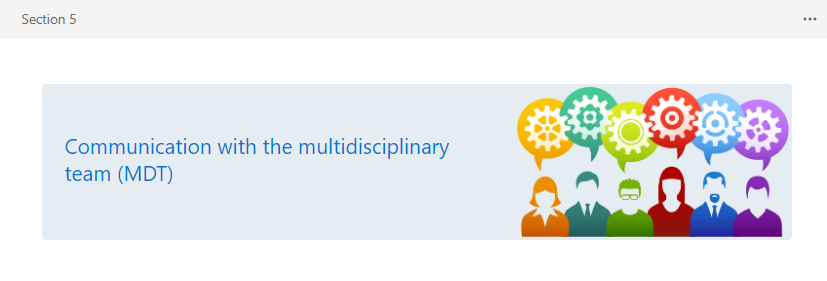 Section 5
Communication with the multidisciplinary
team (MDT)